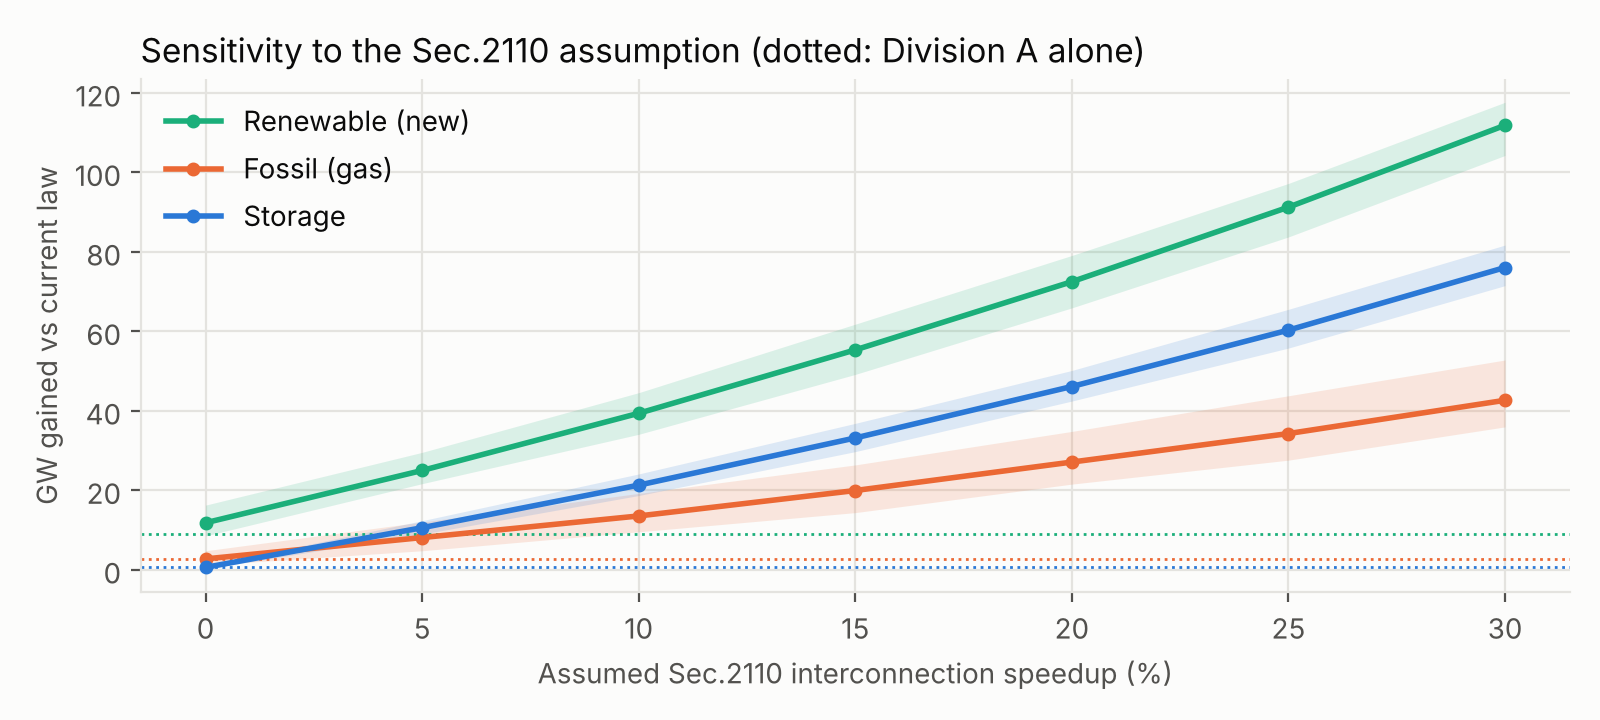 Sensitivity to the Sec.2110 assumption (dotted: Division A alone)
Renewable (new)
Fossil (gas)
Storage
GW gained vs current law
120
100
80
60
40
20
0
0 5 10 15 20 25 30
Assumed Sec.2110 interconnection speedup (%)